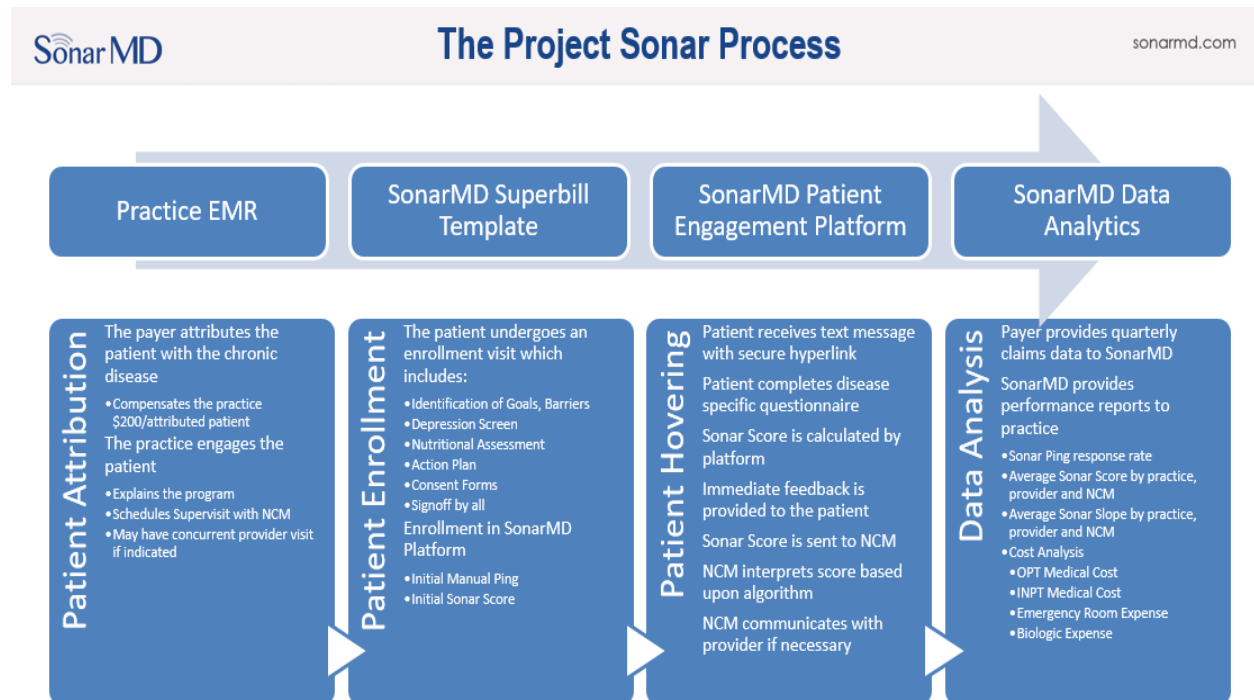 SonarMD
The Project Sonar Process
sonarmd.com
Practice EMR
SonarMD Superbill
Template
SonarMD Patient
Engagement Platform
SonarMD Data
Analytics
Patient Attribution
The payer attributes the
patient with the chronic
disease
•Compensates the practice
$200/attributed patient
The practice engages the
patient
•Explains the program
•Schedules Supervisit with NCM
•May have concurrent provider visit
if indicated
Patient Enrollment
The patient undergoes an
enrollment visit which
includes:
•Identification of Goals, Barriers
•Depression Screen
•Nutritional Assessment
•Action Plan
•Consent Forms
•Signoff by all
Enrollment in SonarMD
Platform
•Initial Manual Ping
•Initial Sonar Score
Patient Hovering
Patient receives text message
with secure hyperlink
Patient completes disease
specific questionnaire
Sonar Score is calculated by
platform
Immediate feedback is
provided to the patient
Sonar Score is sent to NCM
NCM interprets score based
upon algorithm
NCM communicates with
provider if necessary
Data Analysis
Payer provides quarterly
claims data to SonarMD
SonarMD provides
performance reports to
practice
•Sonar Ping response rate
•Average Sonar Score by practice,
provider and NCM
•Average Sonar Slope by practice,
provider and NCM
•Cost Analysis
•OPT Medical Cost
•INPT Medical Cost
•Emergency Room Expense
•Biologic Expense